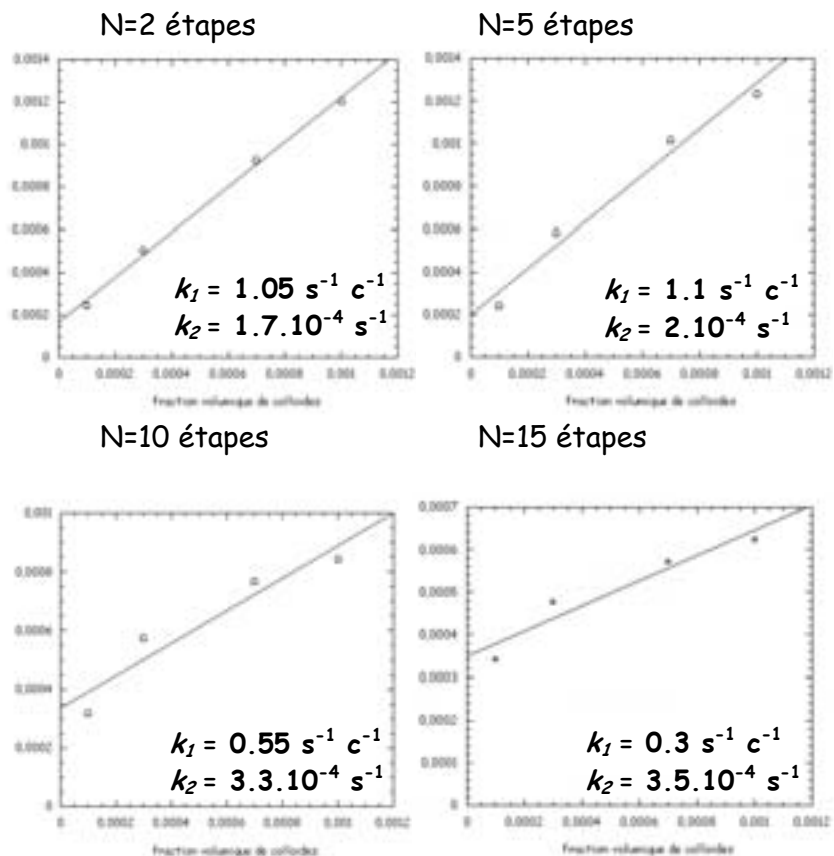 N=2 étapes
N=5 étapes
0.0014
0.0012
0.001
0.0008
0.0006
0.0004
0.0002
0
k₁ = 1.05 s⁻¹ c⁻¹
k₂ = 1.7.10⁻⁴ s⁻¹
0 0.0002 0.0004 0.0006 0.0008 0.001 0.0012
fraction volumique de colloides
0.0014
0.0012
0.001
0.0008
0.0006
0.0004
0.0002
0
k₁ = 1.1 s⁻¹ c⁻¹
k₂ = 2.10⁻⁴ s⁻¹
0 0.0002 0.0004 0.0006 0.0008 0.001 0.0012
fraction volumique de colloides
N=10 étapes
N=15 étapes
0.001
0.0008
0.0006
0.0004
0.0002
0
k₁ = 0.55 s⁻¹ c⁻¹
k₂ = 3.3.10⁻⁴ s⁻¹
0 0.0002 0.0004 0.0006 0.0008 0.001 0.0012
fraction volumique de colloides
0.0007
0.0006
0.0005
0.0004
0.0003
0.0002
0.0001
0
k₁ = 0.3 s⁻¹ c⁻¹
k₂ = 3.5.10⁻⁴ s⁻¹
0 0.0002 0.0004 0.0006 0.0008 0.001 0.0012
fraction volumique de colloides